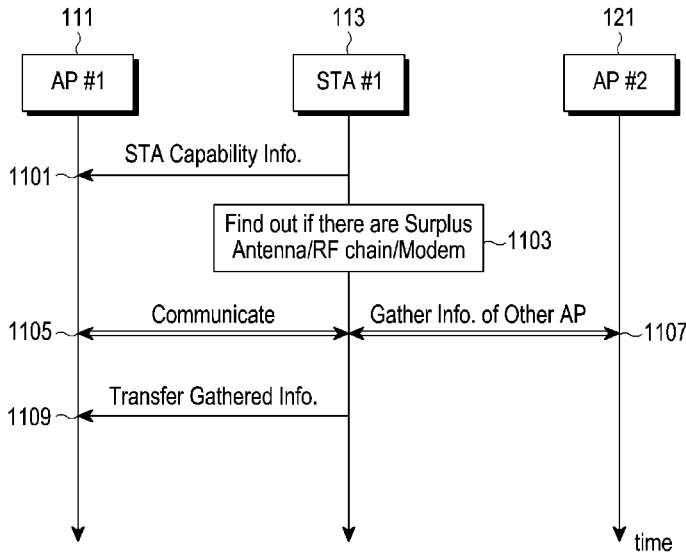 111
113
121
AP #1
STA #1
AP #2
STA Capability Info.
1101
Find out if there are Surplus
Antenna/RF chain/Modem
1103
Communicate
Gather Info. of Other AP
1105
1107
Transfer Gathered Info.
1109
time